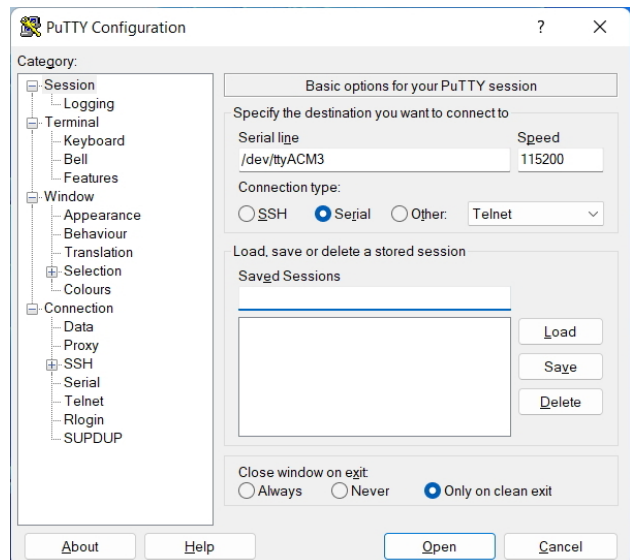 PuTTY Configuration
?
Category:
Session
Logging
Terminal
Keyboard
Bell
Features
Window
Appearance
Behaviour
Translation
Selection
Colours
Connection
Data
Proxy
SSH
Serial
Telnet
Rlogin
SUPDUP
Basic options for your PuTTY session
Specify the destination you want to connect to
Serial line Speed
/dev/ttyACM3 115200
Connection type:
SSH Serial Other: Telnet
Load, save or delete a stored session
Saved Sessions
Load
Save
Delete
Close window on exit:
Always Never Only on clean exit
About Help Open Cancel